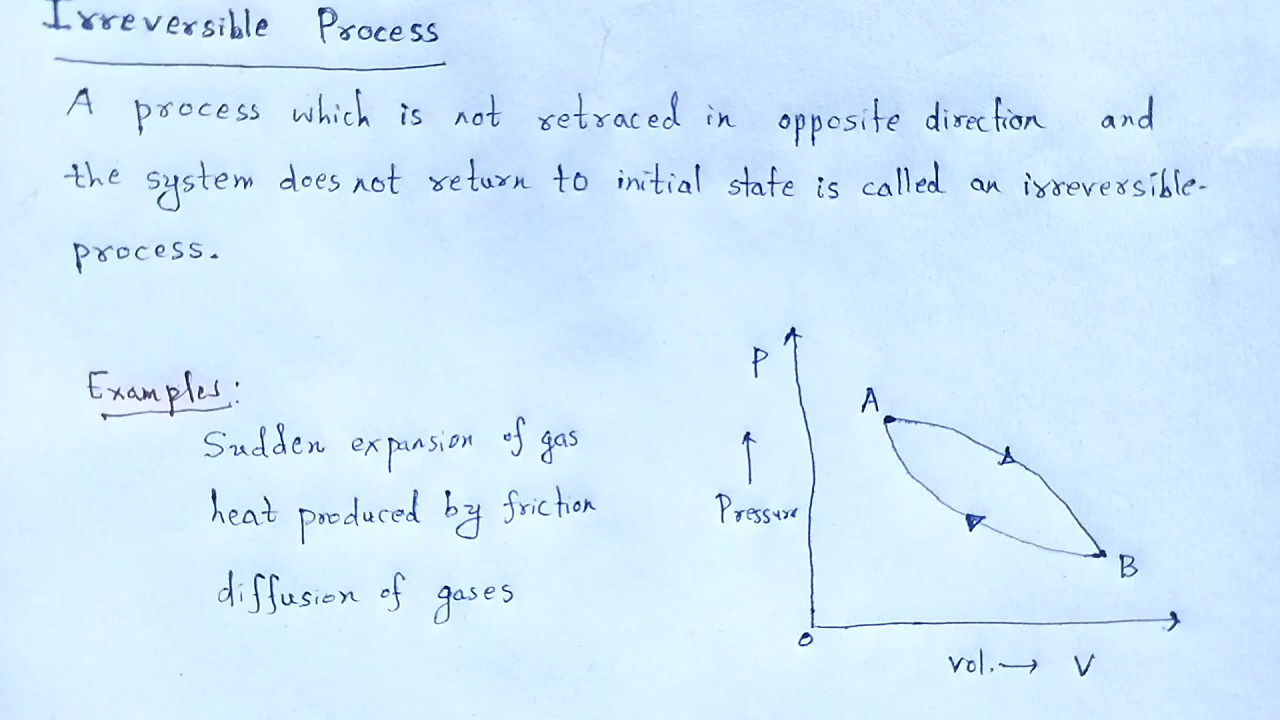 Irreversible Process
A process which is not retraced in opposite direction and
the system does not return to initial state is called an irreversible-
process.
Examples:
Sudden expansion of gas
heat produced by friction
diffusion of gases
P
A
↑
Pressure
B
O
vol. → V